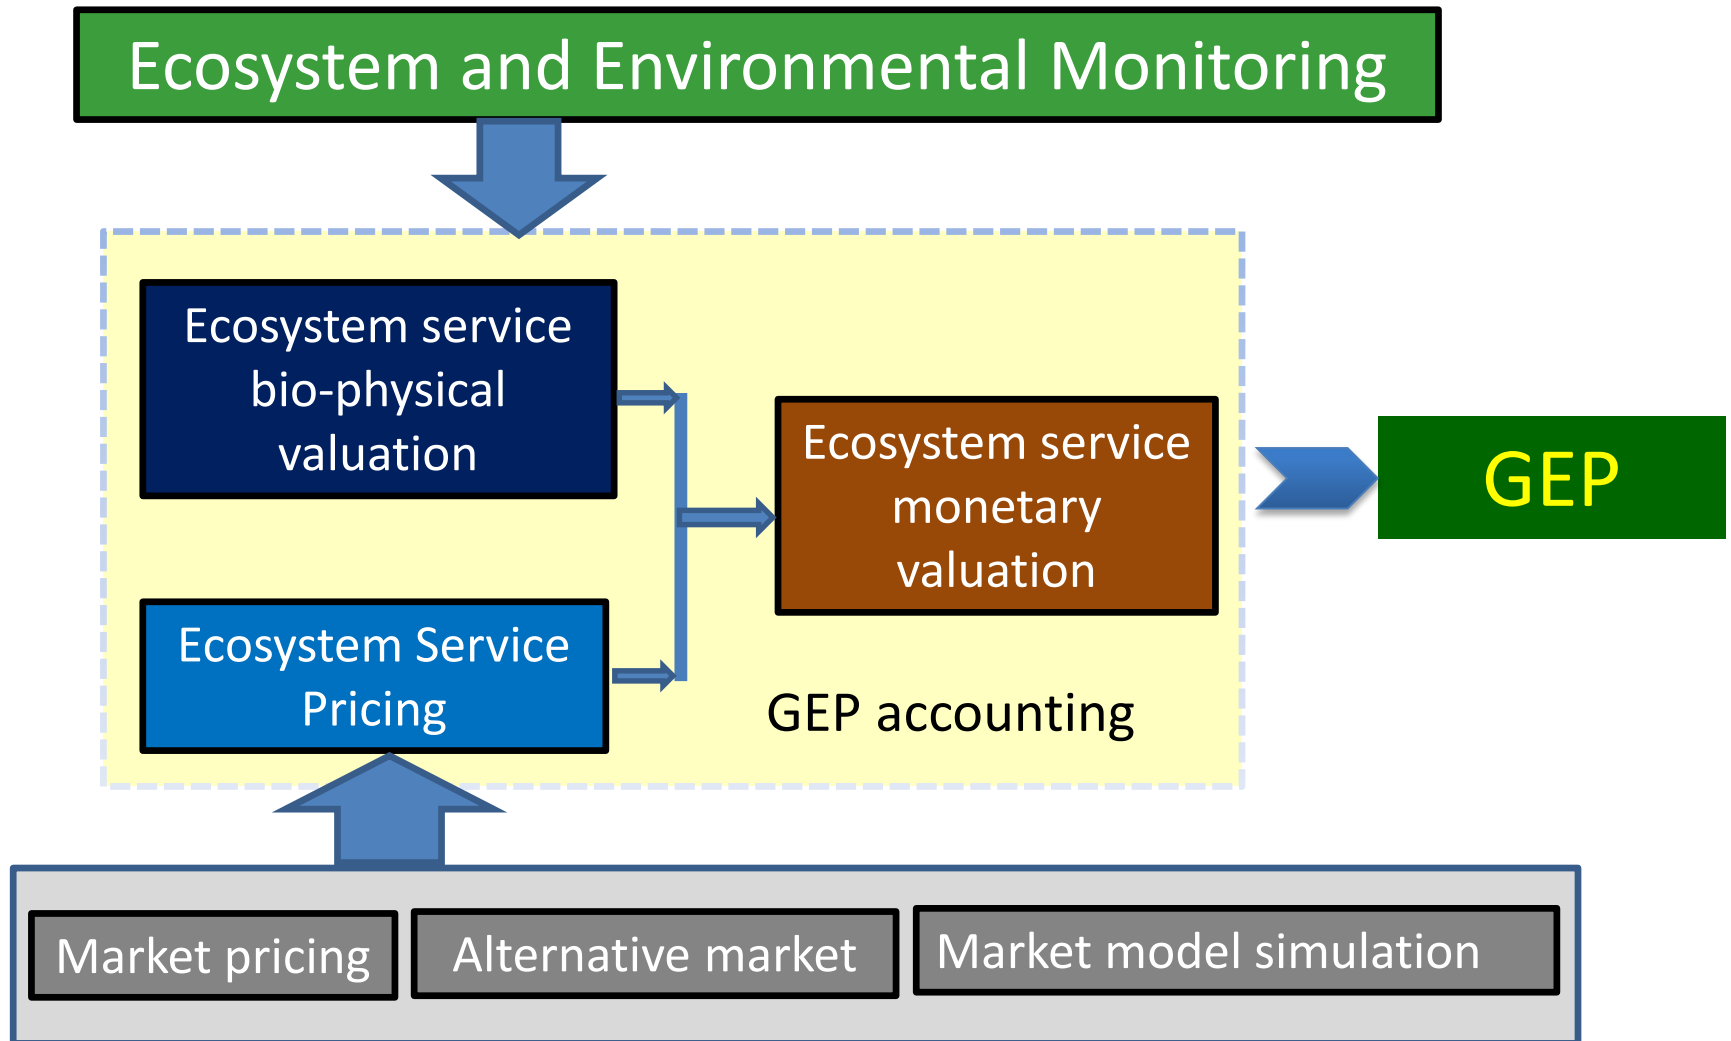 Ecosystem and Environmental Monitoring
Ecosystem service
bio-physical
valuation
Ecosystem service
monetary
valuation
GEP
Ecosystem Service
Pricing
GEP accounting
Market pricing
Alternative market
Market model simulation